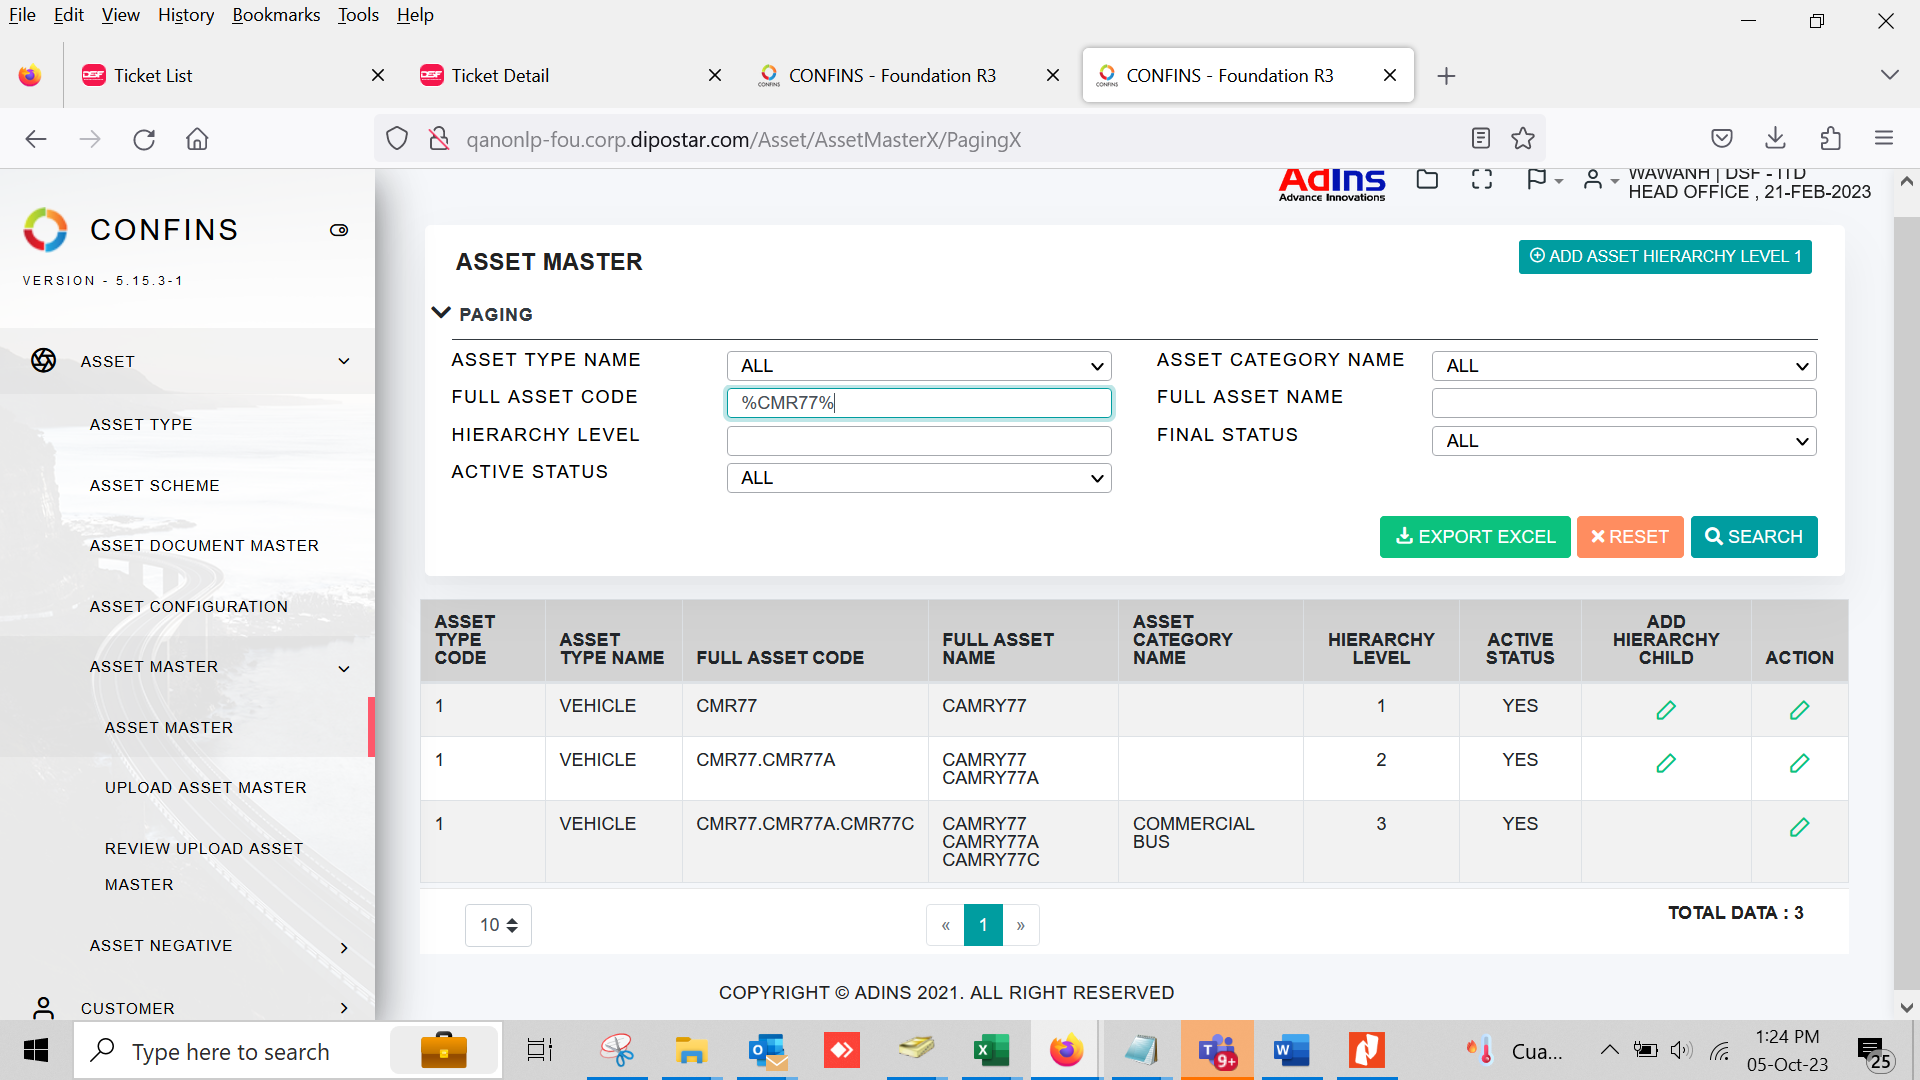 File Edit View History Bookmarks Tools Help
Ticket List
Ticket Detail
CONFINS - Foundation R3
CONFINS - Foundation R3
qanonlp-fou.corp.dipostar.com/Asset/AssetMasterX/PagingX
CONFINS
VERSION - 5.15.3-1
AdIns
Advance Innovations
WAWANH | DSF - ITD
HEAD OFFICE , 21-FEB-2023
ASSET
ASSET TYPE
ASSET SCHEME
ASSET DOCUMENT MASTER
ASSET CONFIGURATION
ASSET MASTER
ASSET MASTER
UPLOAD ASSET MASTER
REVIEW UPLOAD ASSET
MASTER
ASSET NEGATIVE
CUSTOMER
ASSET MASTER
ADD ASSET HIERARCHY LEVEL 1
PAGING
ASSET TYPE NAME ALL ASSET CATEGORY NAME ALL
FULL ASSET CODE %CMR77% FULL ASSET NAME
HIERARCHY LEVEL FINAL STATUS ALL
ACTIVE STATUS ALL
EXPORT EXCEL RESET SEARCH
ASSET TYPE CODE ASSET TYPE NAME FULL ASSET CODE FULL ASSET NAME ASSET CATEGORY NAME HIERARCHY LEVEL ACTIVE STATUS ADD HIERARCHY CHILD ACTION
1 VEHICLE CMR77 CAMRY77 1 YES
1 VEHICLE CMR77.CMR77A CAMRY77 CAMRY77A 2 YES
1 VEHICLE CMR77.CMR77A.CMR77C CAMRY77 CAMRY77A CAMRY77C COMMERCIAL BUS 3 YES
10 « 1 » TOTAL DATA : 3
COPYRIGHT © ADINS 2021. ALL RIGHT RESERVED
Type here to search
9+
Cua...
1:24 PM
05-Oct-23
25